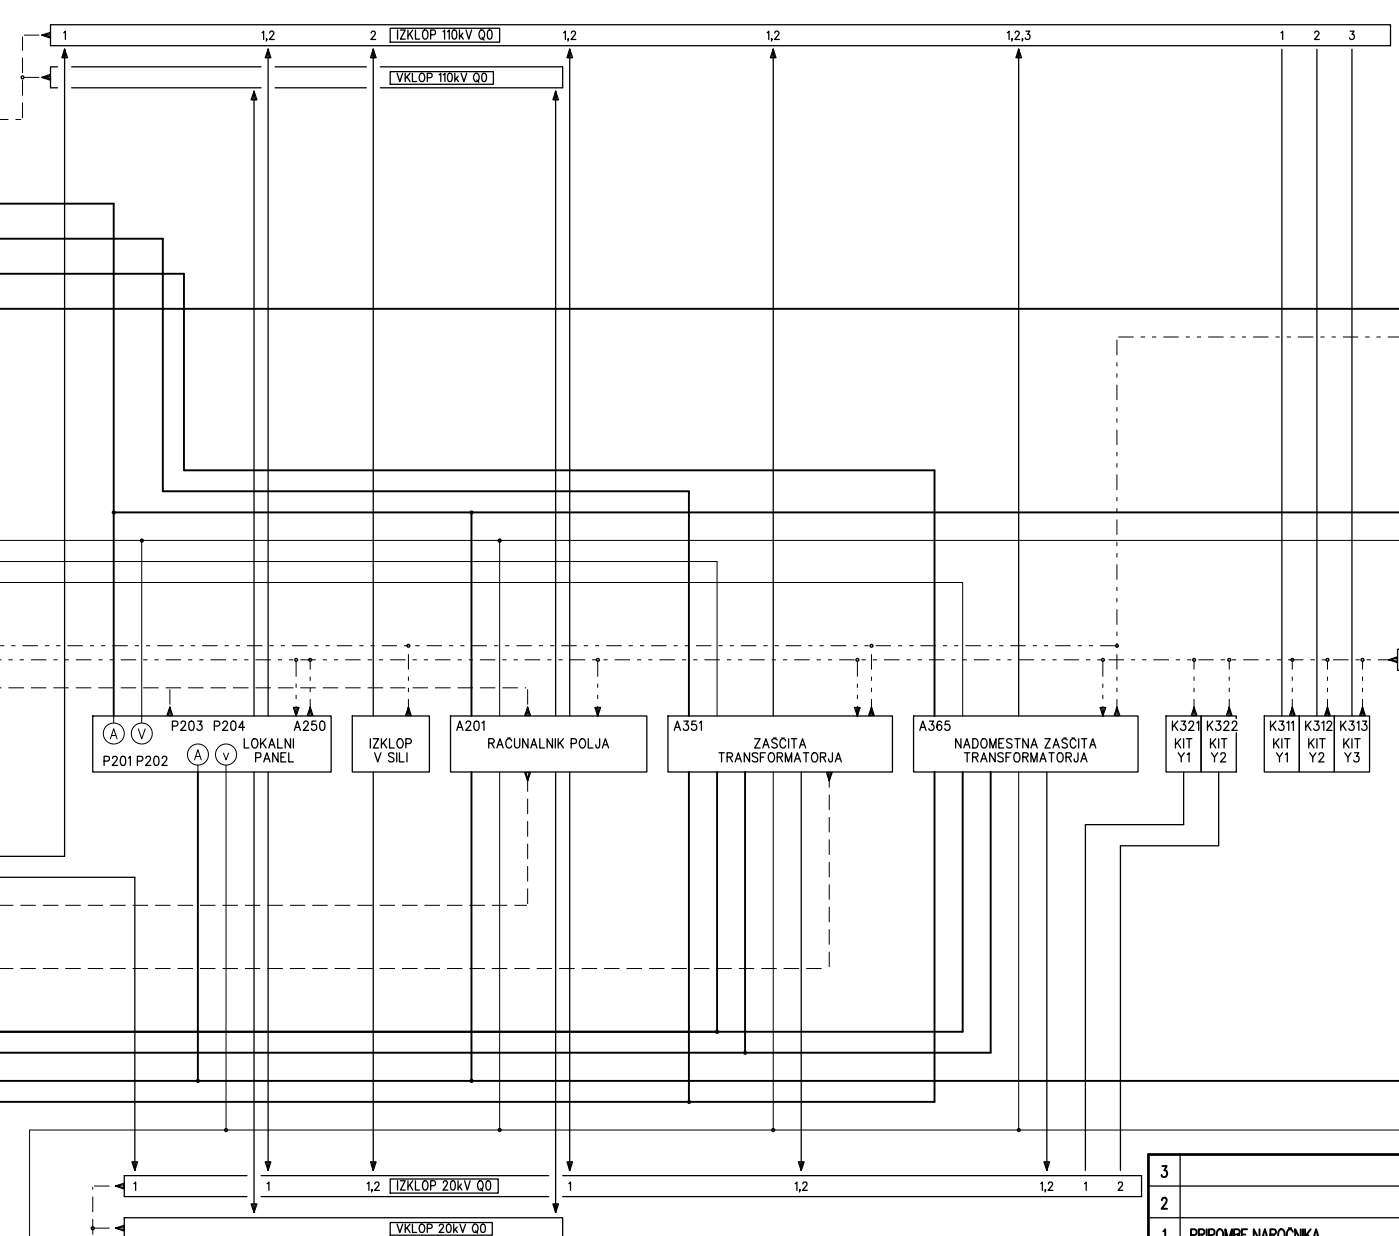 1 1,2 2 IZKLOP 110kV Q0 1,2 1,2 1,2,3 1 2 3
VKLOP 110kV Q0
P203 P204 A250
A V
LOKALNI
PANEL
A V
P201 P202
IZKLOP
V SILI
A201
RAČUNALNIK POLJA
A351
ZAŠČITA
TRANSFORMATORJA
A365
NADOMESTNA ZAŠČITA
TRANSFORMATORJA
K321
KIT
Y1
K322
KIT
Y2
K311
KIT
Y1
K312
KIT
Y2
K313
KIT
Y3
1 1 1,2 IZKLOP 20kV Q0 1 1,2 1,2 1 2
VKLOP 20kV Q0
3
2
1 PRIPOMBE NAROČNIKA